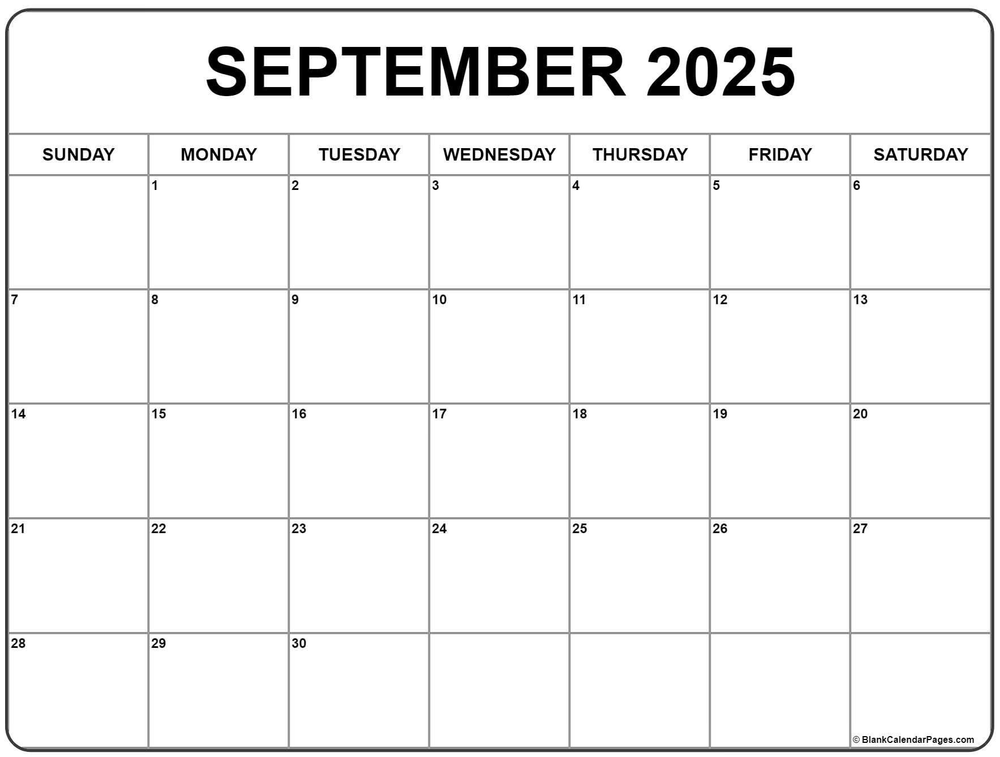 SEPTEMBER 2025
SUNDAY MONDAY TUESDAY WEDNESDAY THURSDAY FRIDAY SATURDAY
1 2 3 4 5 6
7 8 9 10 11 12 13
14 15 16 17 18 19 20
21 22 23 24 25 26 27
28 29 30
© BlankCalendarPages.com